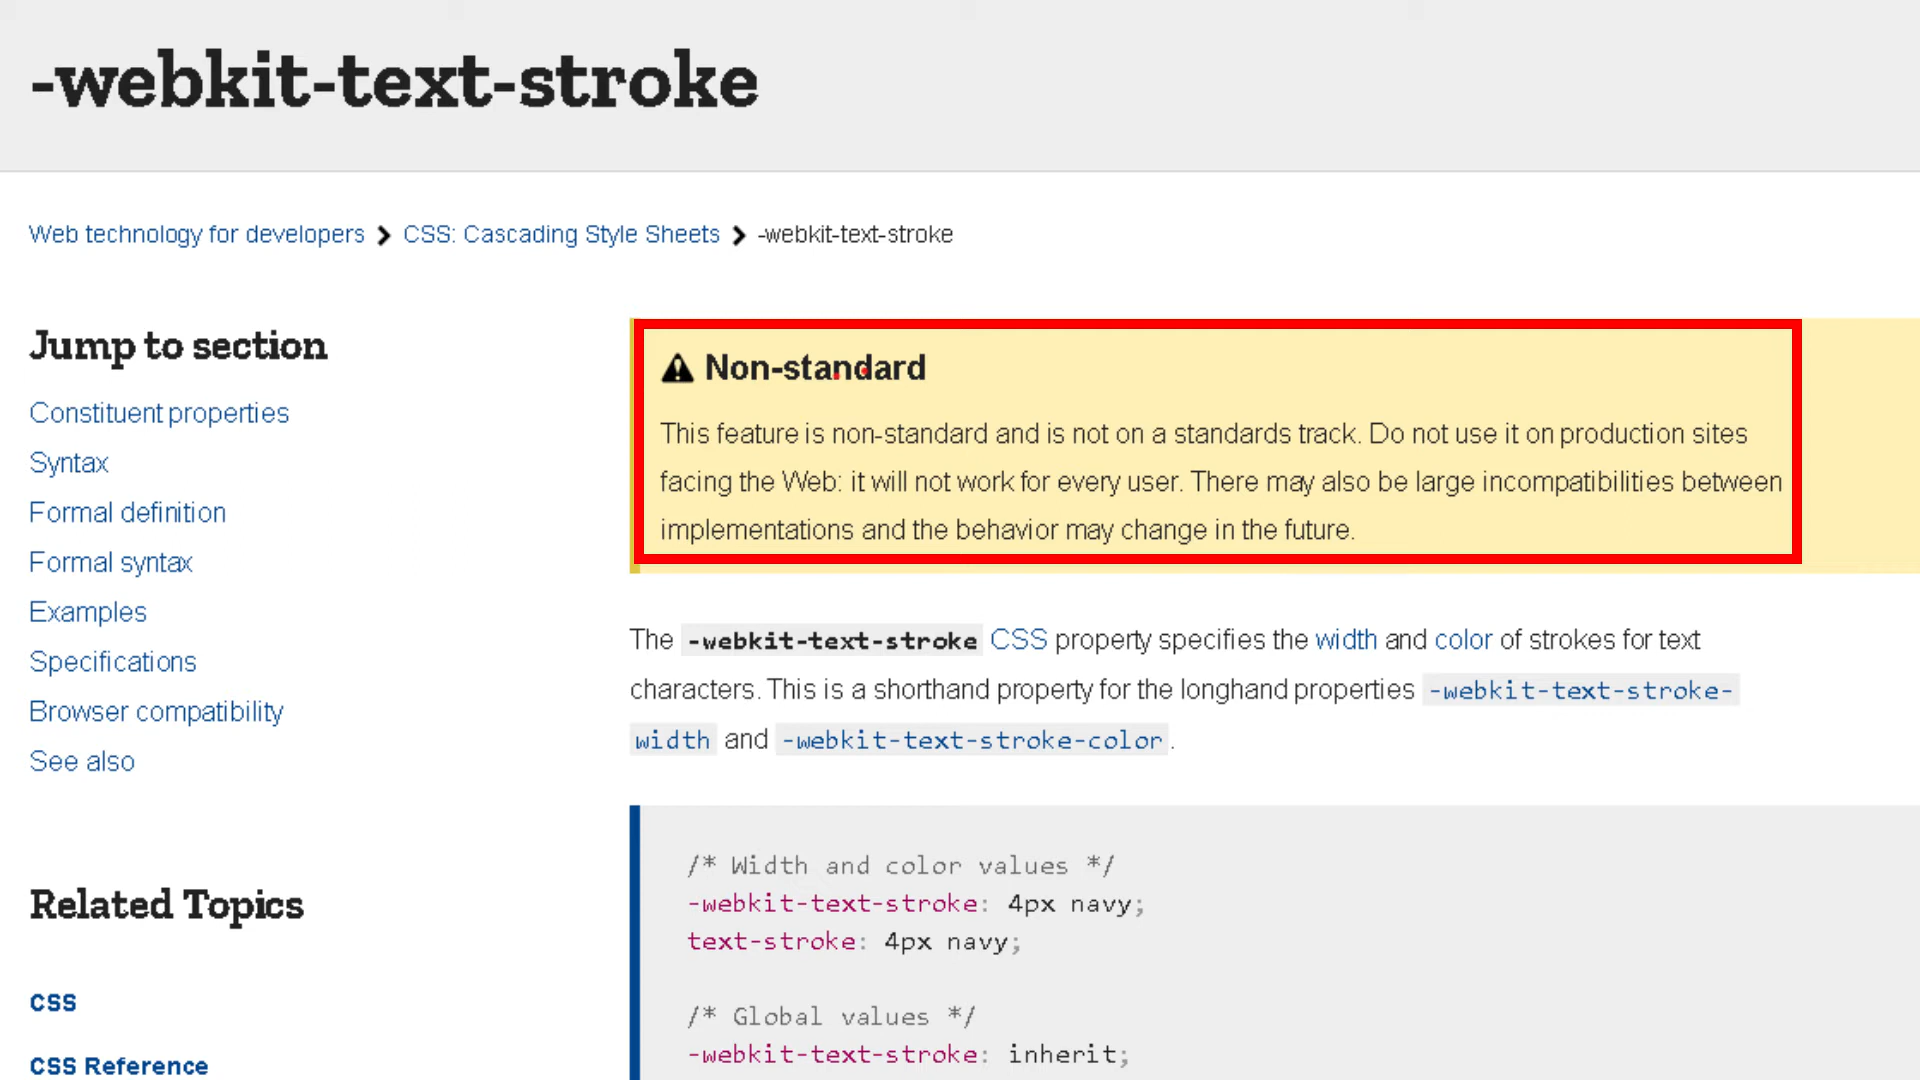 -webkit-text-stroke
Web technology for developers CSS: Cascading Style Sheets -webkit-text-stroke
Jump to section
Constituent properties
Syntax
Formal definition
Formal syntax
Examples
Specifications
Browser compatibility
See also
Related Topics
CSS
CSS Reference
Non-standard
This feature is non-standard and is not on a standards track. Do not use it on production sites
facing the Web: it will not work for every user. There may also be large incompatibilities between
implementations and the behavior may change in the future.
The -webkit-text-stroke CSS property specifies the width and color of strokes for text
characters. This is a shorthand property for the longhand properties -webkit-text-stroke-
width and -webkit-text-stroke-color.
/* Width and color values */
-webkit-text-stroke: 4px navy;
text-stroke: 4px navy;
/* Global values */
-webkit-text-stroke: inherit;